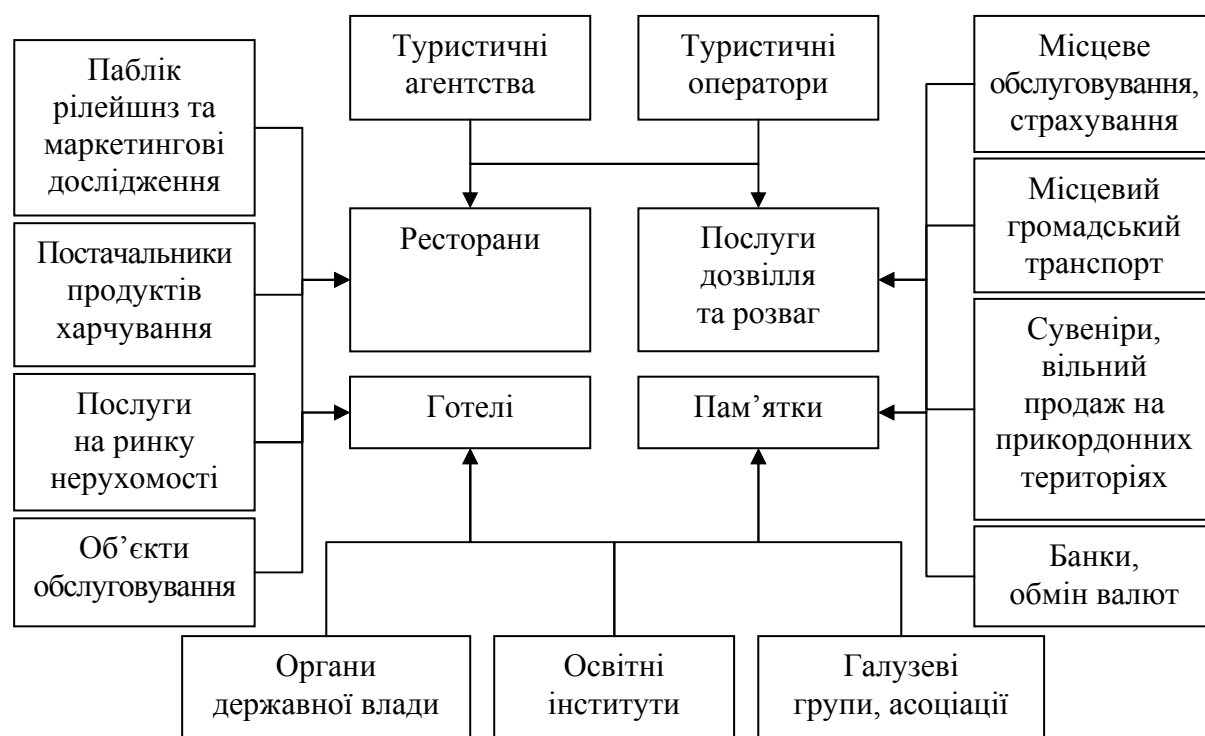 Туристичні
агентства
Туристичні
оператори
Паблік
рілейшнз та
маркетингові
дослідження
Місцеве
обслуговування,
страхування
Постачальники
продуктів
харчування
Ресторани
Послуги
дозвілля
та розваг
Місцевий
громадський
транспорт
Послуги
на ринку
нерухомості
Готелі
Пам’ятки
Сувеніри,
вільний
продаж на
прикордонних
територіях
Об’єкти
обслуговування
Банки,
обмін валют
Органи
державної влади
Освітні
інститути
Галузеві
групи, асоціації